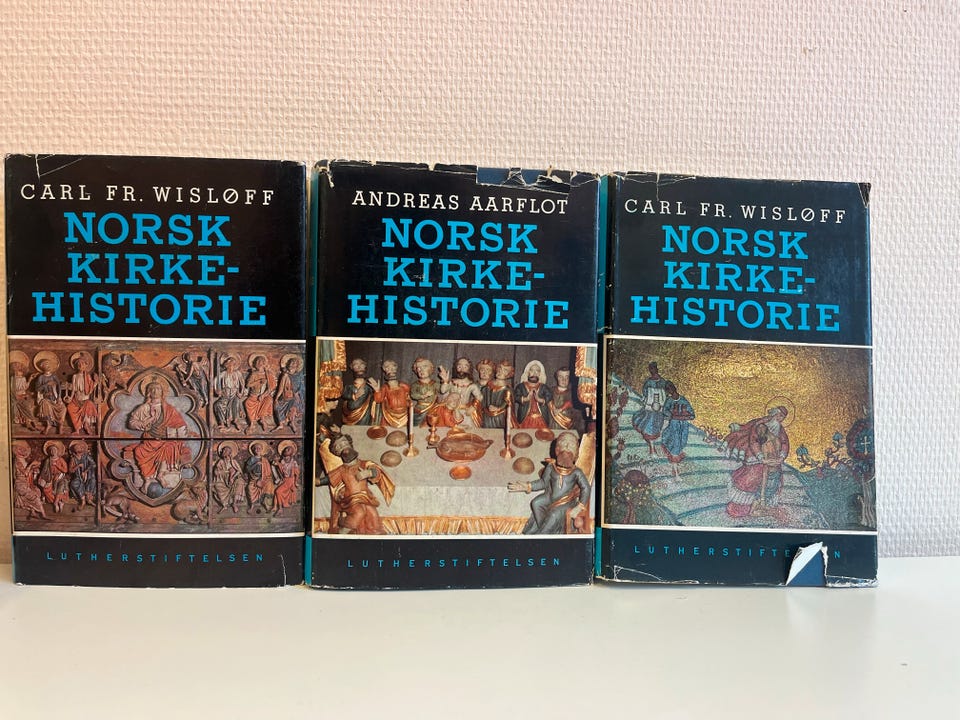 CARL FR. WISLØFF
NORSK
KIRKE-
HISTORIE
LUTHERSTIFTELSEN
ANDREAS AARFLOT
NORSK
KIRKE-
HISTORIE
LUTHERSTIFTELSEN
CARL FR. WISLØFF
NORSK
KIRKE-
HISTORIE
LUTHERSTIFTELSEN